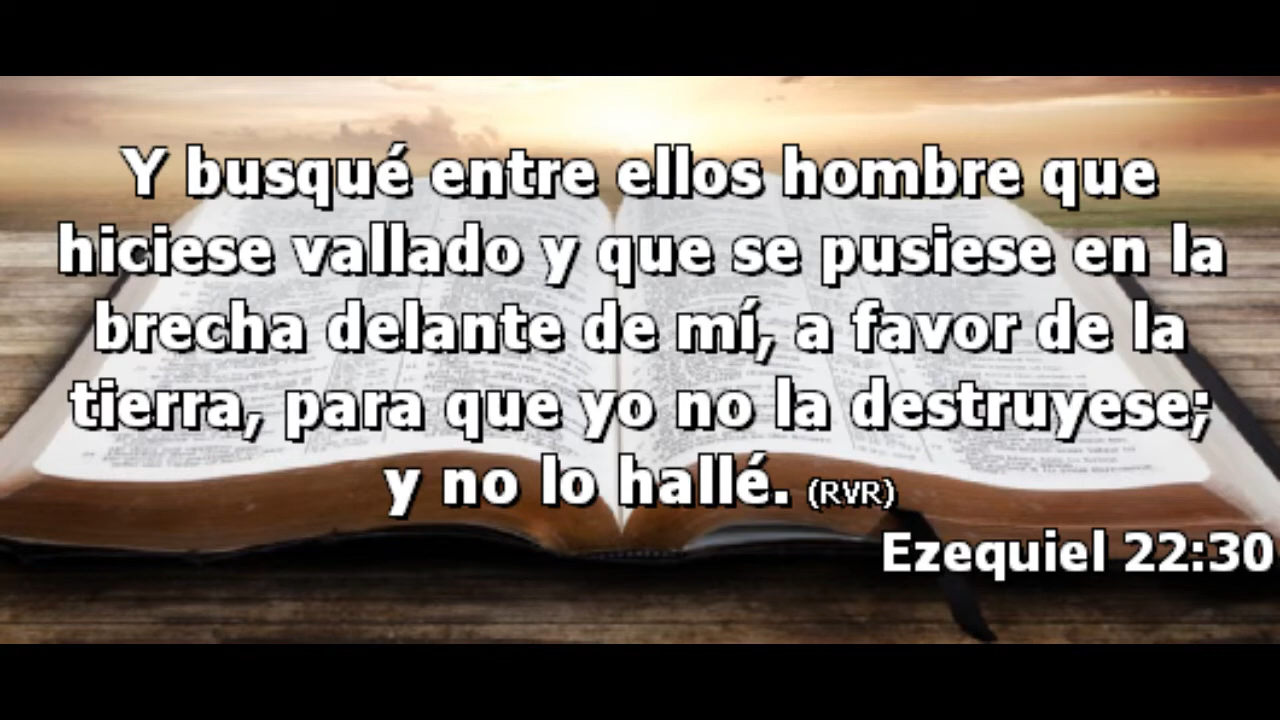 Y busqué entre ellos hombre que
hiciese vallado y que se pusiese en la
brecha delante de mí, a favor de la
tierra, para que yo no la destruyese;
y no lo hallé. (RVR)
Ezequiel 22:30